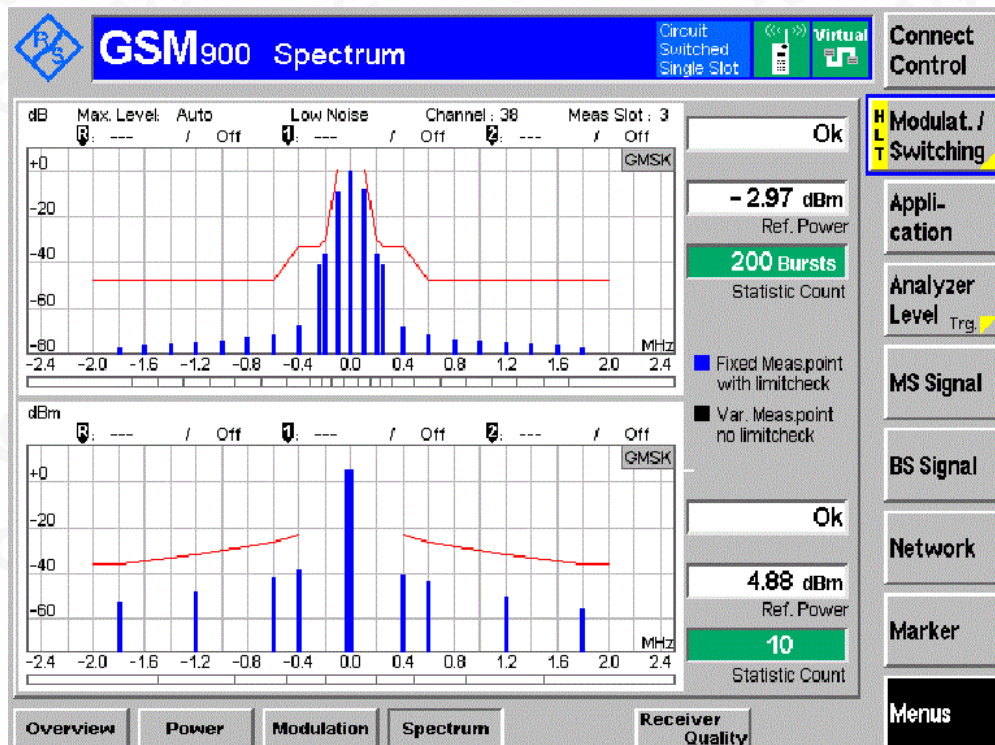 R S
GSM900 Spectrum
Circuit
Switched
Single Slot
Virtual
Connect
Control
dB Max. Level: Auto Low Noise Channel : 38 Meas Slot : 3
R : --- / Off 1 : --- / Off 2 : --- / Off
GMSK
+0
-20
-40
-60
-80
MHz
-2.4 -2.0 -1.6 -1.2 -0.8 -0.4 0.0 0.4 0.8 1.2 1.6 2.0 2.4
Ok
- 2.97 dBm
Ref. Power
200 Bursts
Statistic Count
Fixed Meas.point
with limitcheck
Var. Meas.point
no limitcheck
dBm
R : --- / Off 1 : --- / Off 2 : --- / Off
GMSK
+0
-20
-40
-60
MHz
-2.4 -2.0 -1.6 -1.2 -0.8 -0.4 0.0 0.4 0.8 1.2 1.6 2.0 2.4
Ok
4.88 dBm
Ref. Power
10
Statistic Count
HLT
Modulat. /
Switching
Appli-
cation
Analyzer
Level Trg.
MS Signal
BS Signal
Network
Marker
Menus
Overview Power Modulation Spectrum Receiver
Quality